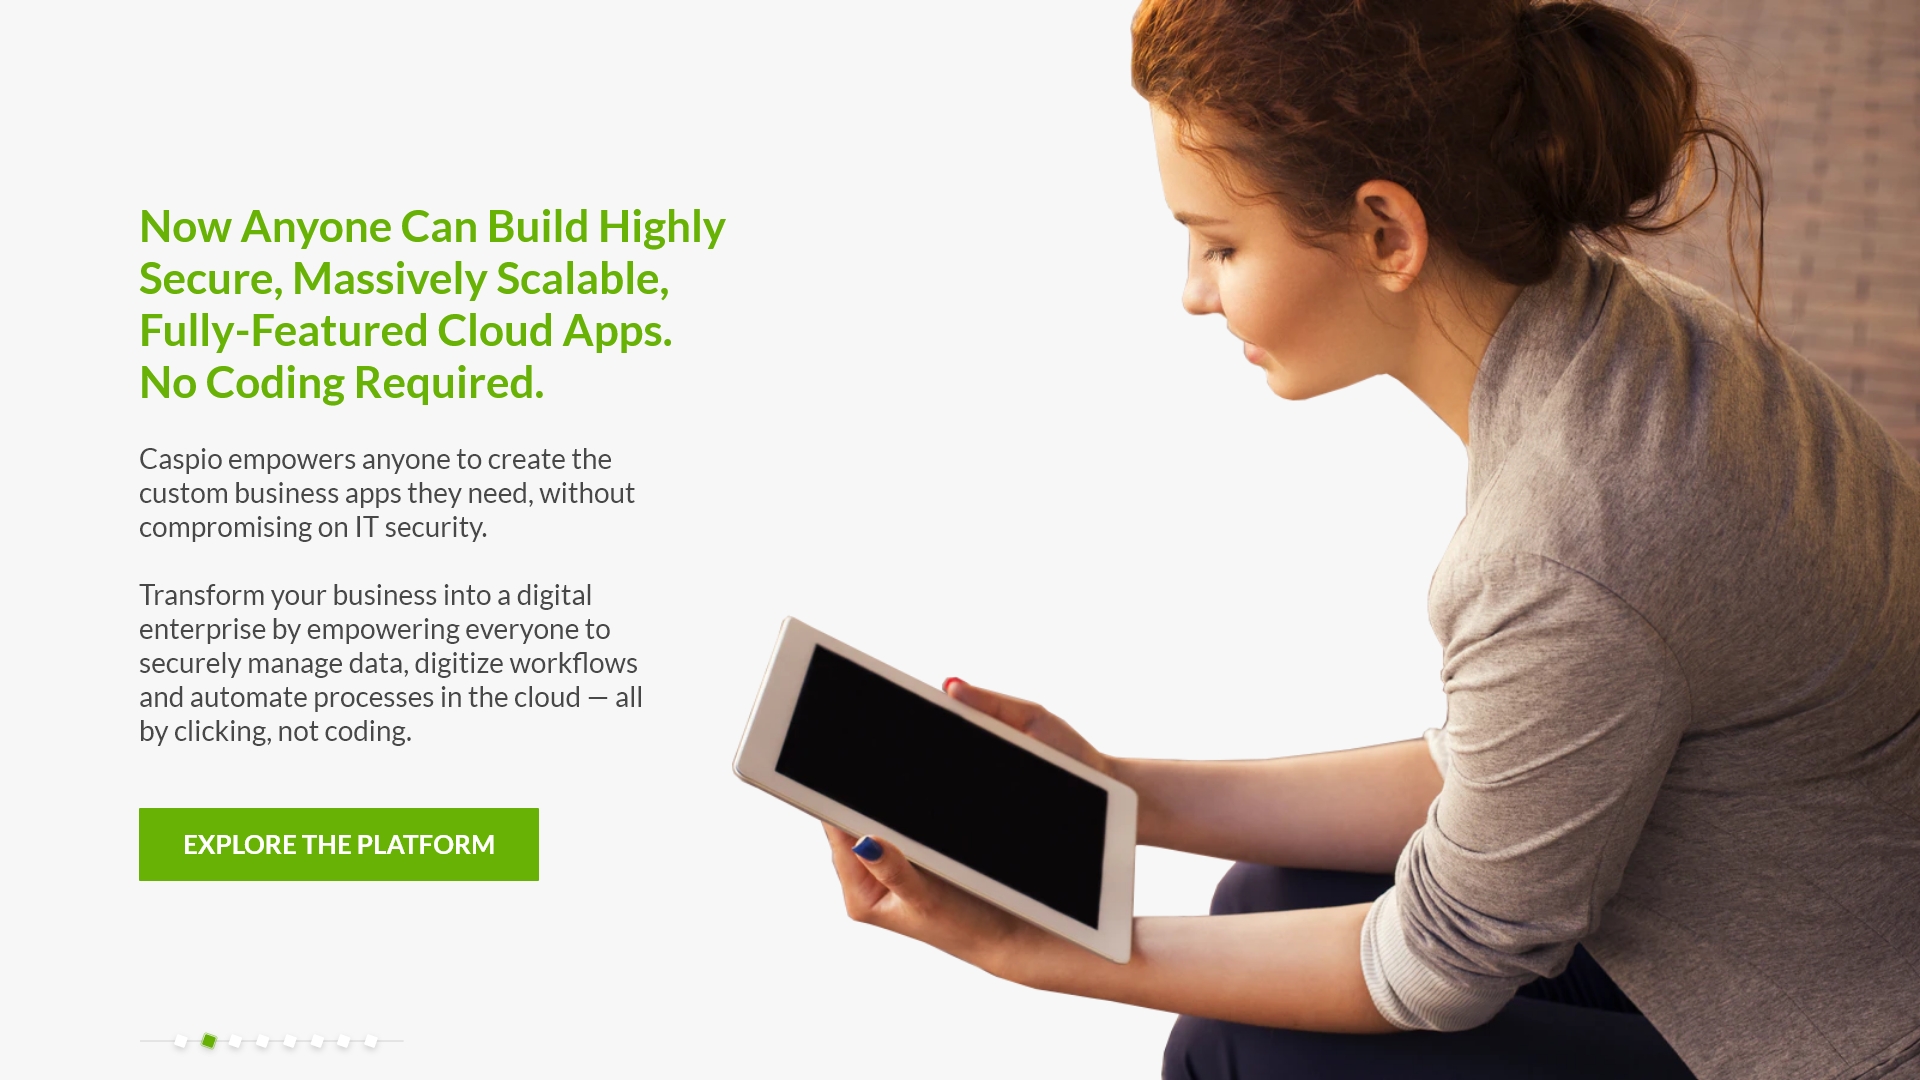 Now Anyone Can Build Highly
Secure, Massively Scalable,
Fully-Featured Cloud Apps.
No Coding Required.
Caspio empowers anyone to create the
custom business apps they need, without
compromising on IT security.
Transform your business into a digital
enterprise by empowering everyone to
securely manage data, digitize workflows
and automate processes in the cloud — all
by clicking, not coding.
EXPLORE THE PLATFORM